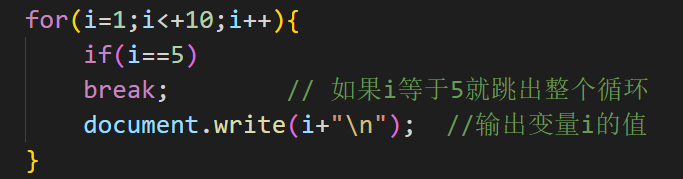 for(i=1;i<+10;i++){
if(i==5)
break; // 如果i等于5就跳出整个循环
document.write(i+"\n"); //输出变量i的值
}